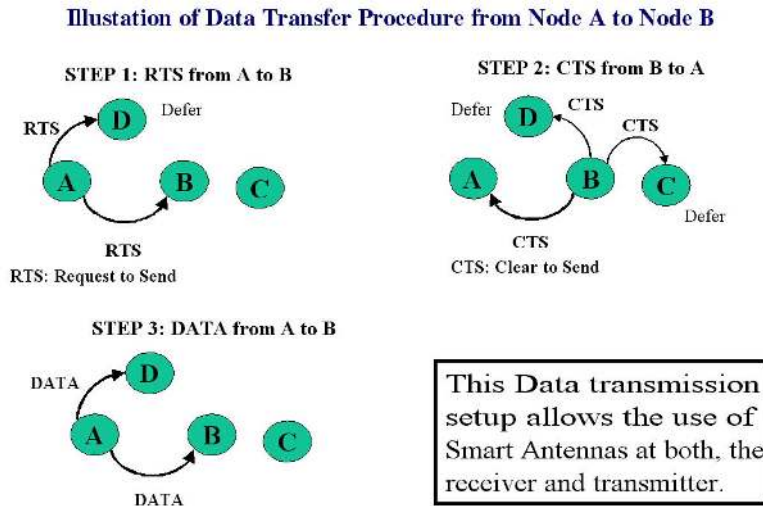 Illustation of Data Transfer Procedure from Node A to Node B
STEP 1: RTS from A to B
D
Defer
RTS
A
B
C
RTS
RTS: Request to Send
STEP 2: CTS from B to A
CTS
Defer
D
CTS
A
B
C
Defer
CTS
CTS: Clear to Send
STEP 3: DATA from A to B
D
DATA
A
B
C
DATA
This Data transmission
setup allows the use of
Smart Antennas at both, the
receiver and transmitter.